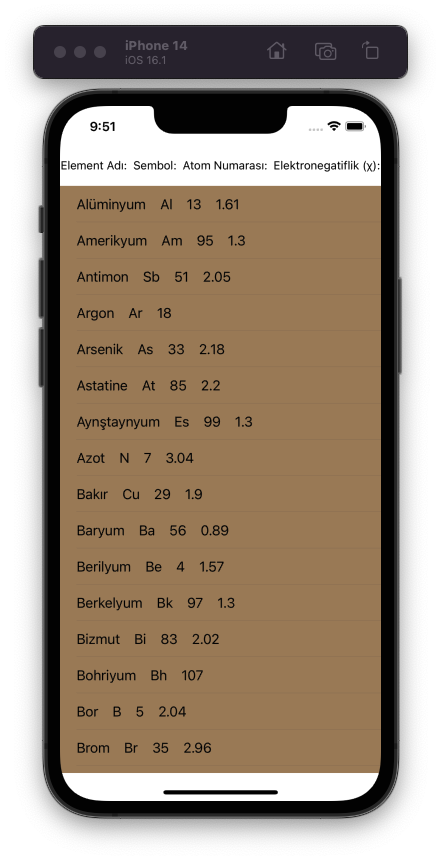 iPhone 14
iOS 16.1
9:51
Element Adı: Sembol: Atom Numarası: Elektronegatiflik (χ):
Alüminyum Al 13 1.61
Amerikyum Am 95 1.3
Antimon Sb 51 2.05
Argon Ar 18
Arsenik As 33 2.18
Astatine At 85 2.2
Aynştaynyum Es 99 1.3
Azot N 7 3.04
Bakır Cu 29 1.9
Baryum Ba 56 0.89
Berilyum Be 4 1.57
Berkelyum Bk 97 1.3
Bizmut Bi 83 2.02
Bohriyum Bh 107
Bor B 5 2.04
Brom Br 35 2.96